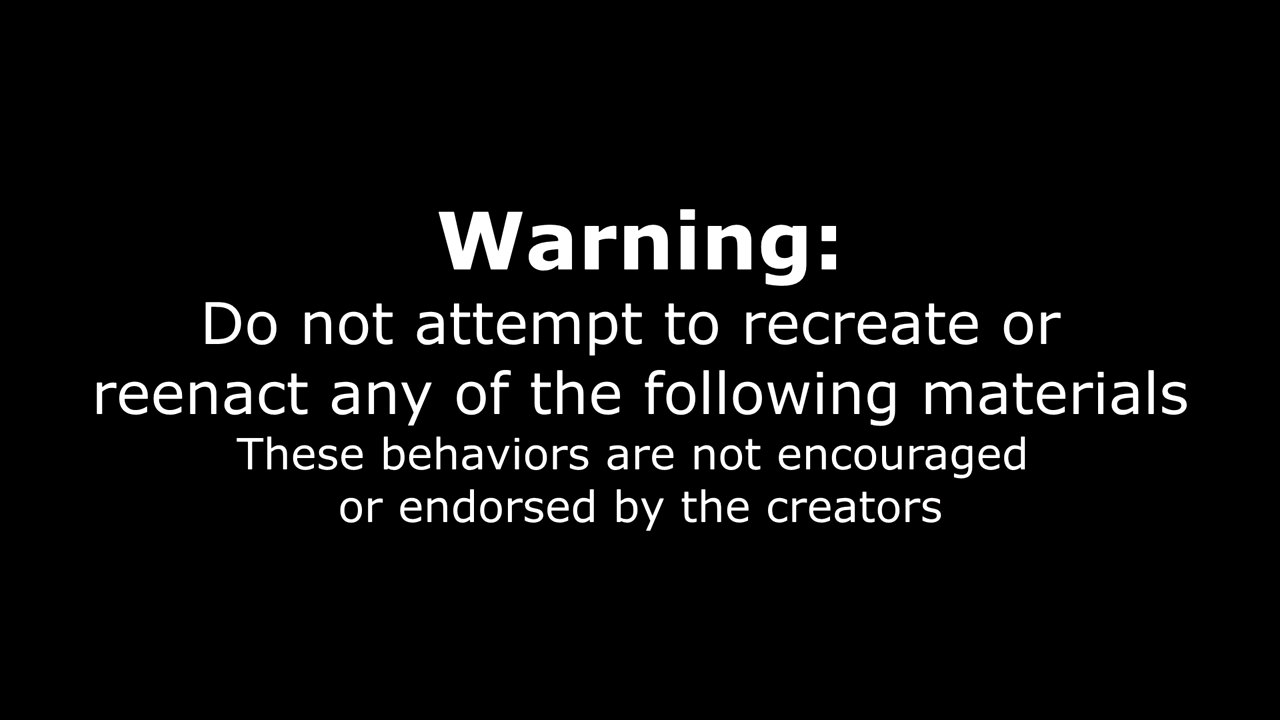 Warning:
Do not attempt to recreate or
reenact any of the following materials
These behaviors are not encouraged
or endorsed by the creators